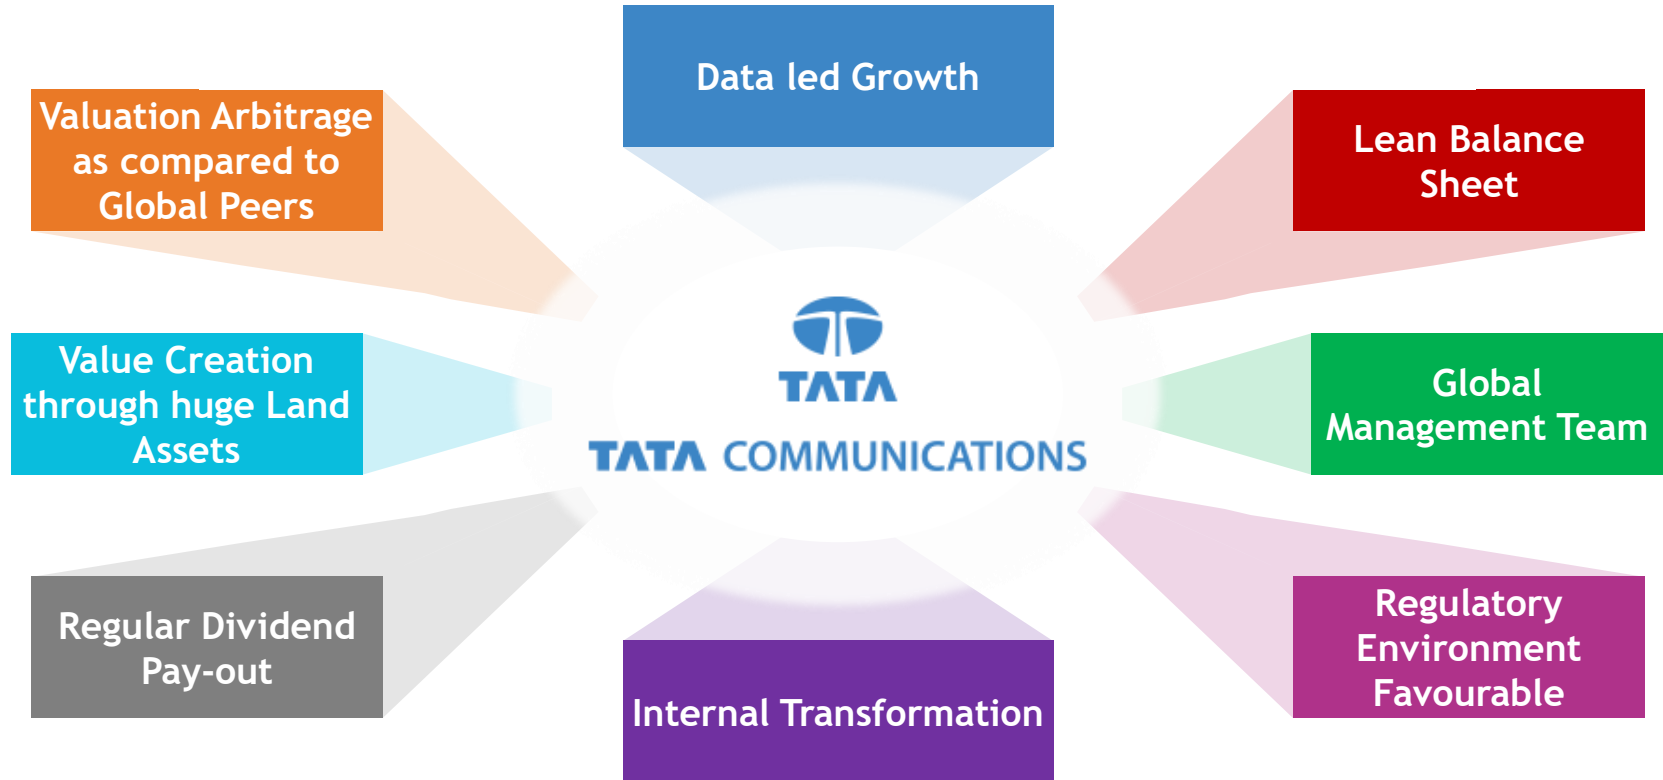 Data led Growth
Valuation Arbitrage
as compared to
Global Peers
Lean Balance
Sheet
TATA
TATA COMMUNICATIONS
Value Creation
through huge Land
Assets
Global
Management Team
Regular Dividend
Pay-out
Internal Transformation
Regulatory
Environment
Favourable